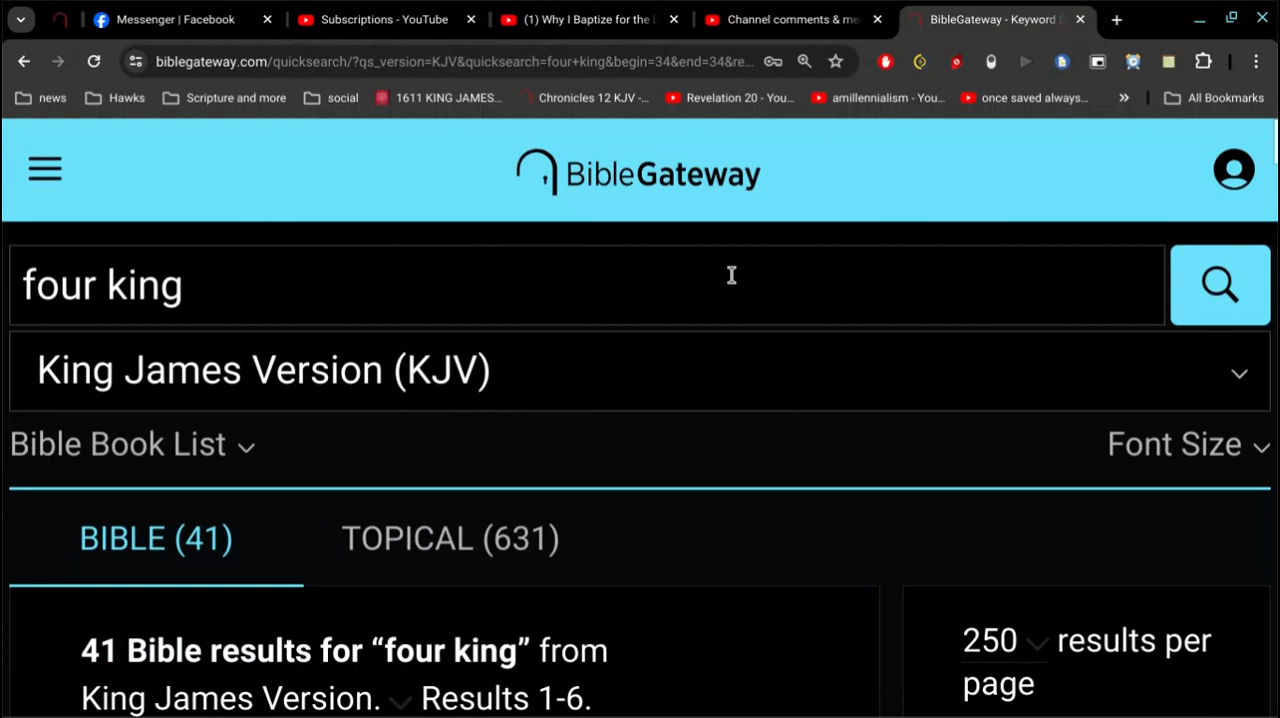 Messenger | Facebook
Subscriptions - YouTube
(1) Why I Baptize for the
Channel comments & me
BibleGateway - Keyword S
biblegateway.com/quicksearch/?qs_version=KJV&quicksearch=four+king&begin=34&end=34&re...
news
Hawks
Scripture and more
social
1611 KING JAMES...
Chronicles 12 KJV -...
Revelation 20 - You...
amillennialism - You...
once saved always...
All Bookmarks
BibleGateway
four king
King James Version (KJV)
Bible Book List
Font Size
BIBLE (41)
TOPICAL (631)
41 Bible results for “four king” from
King James Version. Results 1-6.
250 results per
page